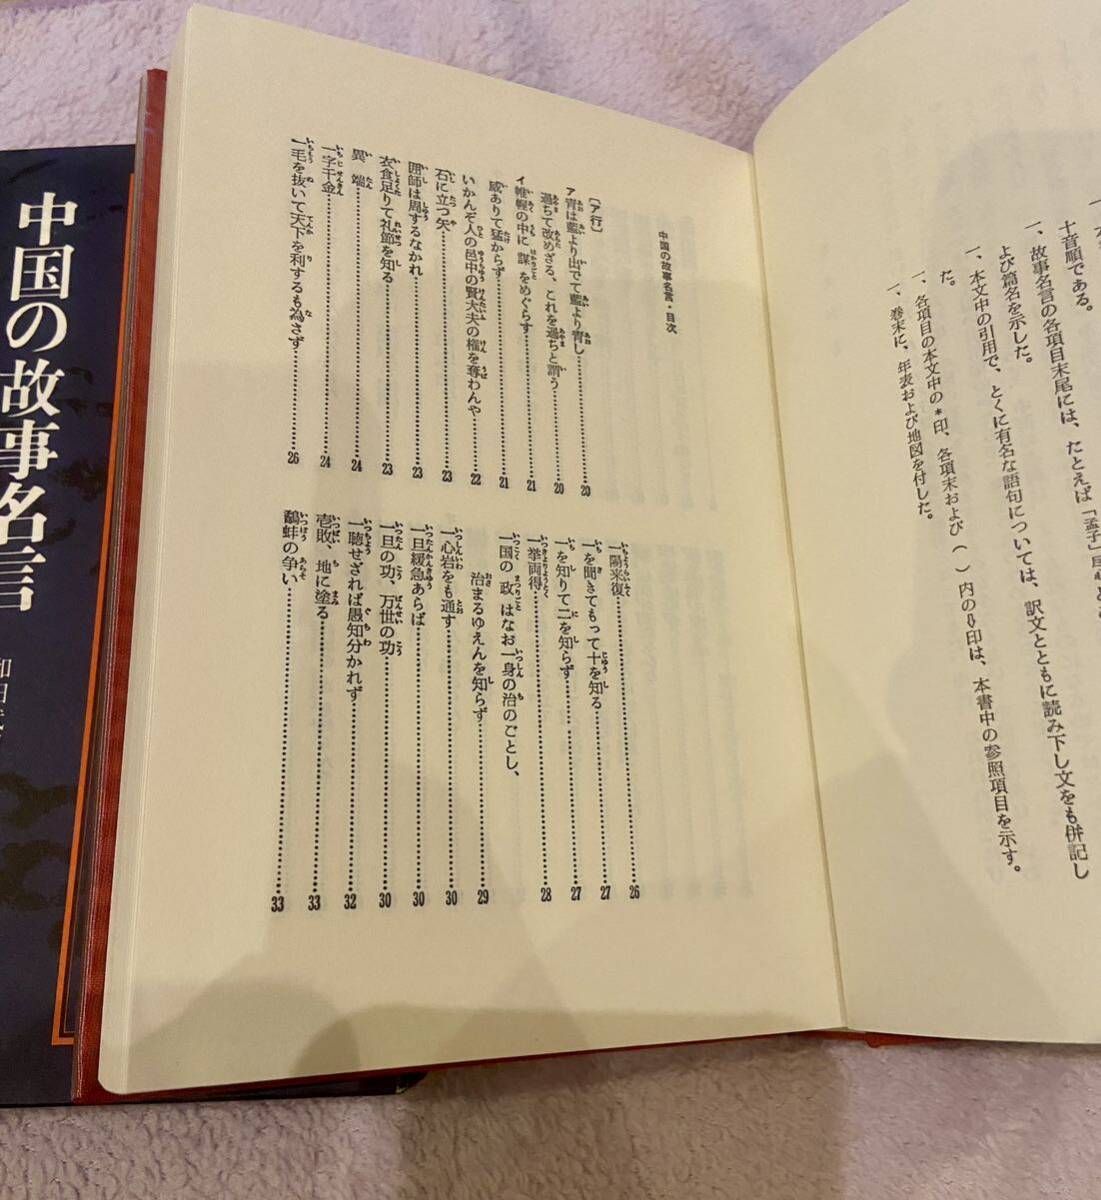 一、
十音順である。
一、故事名言の各項目末尾には、たとえば「孟子」
よび篇名を示した。
一、本文中の引用で、とくに有名な語句については、訳文とともに読み下し文をも併記し
た。
一、各項目の本文中の*印、各項末および( )内の⇩印は、本書中の参照項目を示す。
一、巻末に、年表および地図を付した。
中国の故事名言・目次
〔ア行〕
ア 青は藍より出でて藍より青し 20
過ちて改めざる、これを過ちと謂う 20
イ 帷幄の中に謀をめぐらす 21
威ありて猛からず 21
いかんぞ人の邑中の賢大夫の権を奪わんや 22
石に立つ矢 23
囲師は周するなかれ 23
衣食足りて礼節を知る 23
異端 24
一字千金 24
一毛を抜いて天下を利するも為さず 26
一陽来復 26
一を聞きてもって十を知る 27
一を知りて二を知らず 27
一挙両得 28
一国の政はなお一身の治のごとし、
治まるゆえんを知らず 29
一心岩をも通す 30
一旦緩急あらば 30
一旦の功、万世の功 30
一聴せざれば愚知分かれず 32
壱敗、地に塗る 33
鷸蚌の争い 33
中国の故事名言